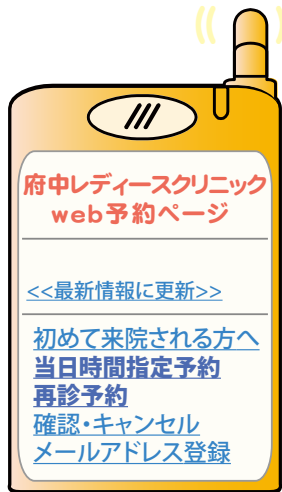 府中レディースクリニック
web予約ページ
<<最新情報に更新>>
初めて来院される方へ
当日時間指定予約
再診予約
確認・キャンセル
メールアドレス登録